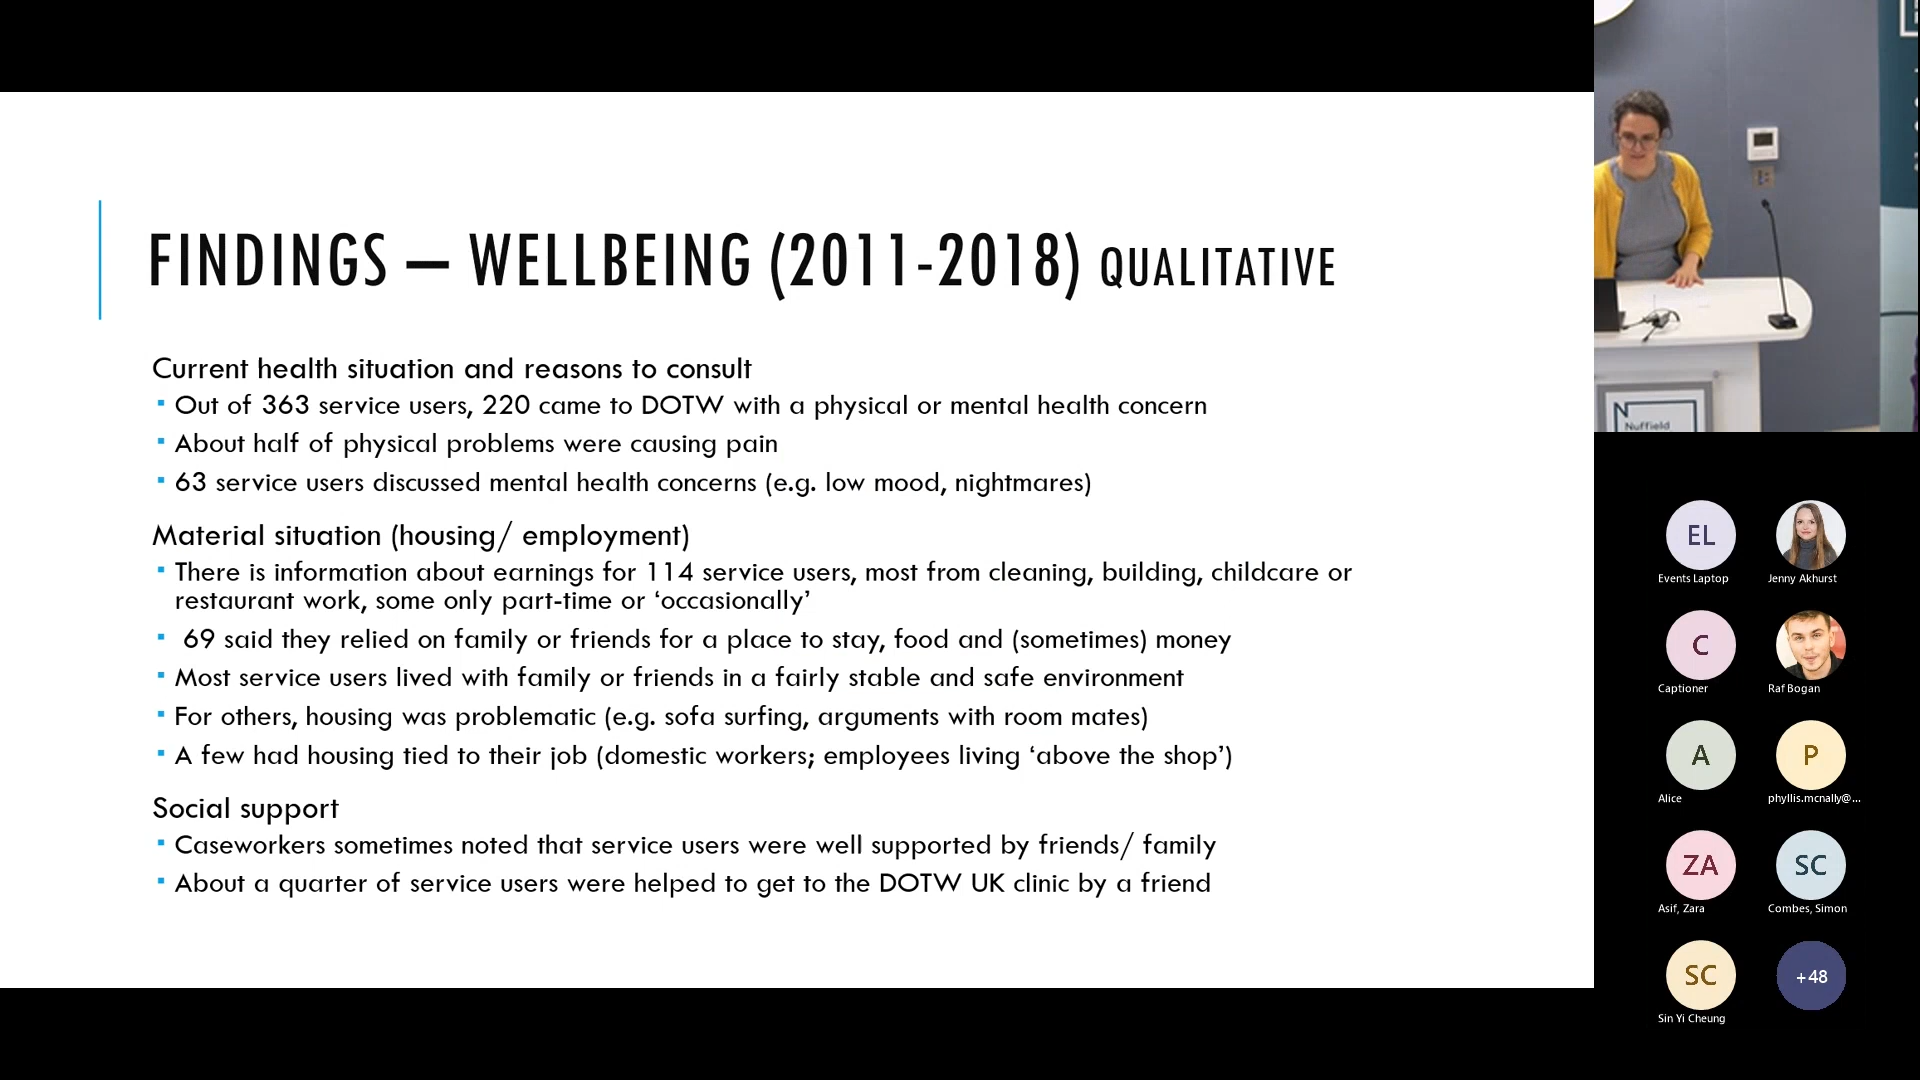 FINDINGS – WELLBEING (2011-2018) QUALITATIVE
Current health situation and reasons to consult
▪ Out of 363 service users, 220 came to DOTW with a physical or mental health concern
▪ About half of physical problems were causing pain
▪ 63 service users discussed mental health concerns (e.g. low mood, nightmares)
Material situation (housing/ employment)
▪ There is information about earnings for 114 service users, most from cleaning, building, childcare or
restaurant work, some only part-time or ‘occasionally’
▪ 69 said they relied on family or friends for a place to stay, food and (sometimes) money
▪ Most service users lived with family or friends in a fairly stable and safe environment
▪ For others, housing was problematic (e.g. sofa surfing, arguments with room mates)
▪ A few had housing tied to their job (domestic workers; employees living ‘above the shop’)
Social support
▪ Caseworkers sometimes noted that service users were well supported by friends/ family
▪ About a quarter of service users were helped to get to the DOTW UK clinic by a friend
N
Nuffield
EL
Events Laptop
Jenny Akhurst
C
Captioner
Raf Bogan
A
Alice
P
phyllis.mcnally@...
ZA
Asif, Zara
SC
Combes, Simon
SC
Sin Yi Cheung
+48